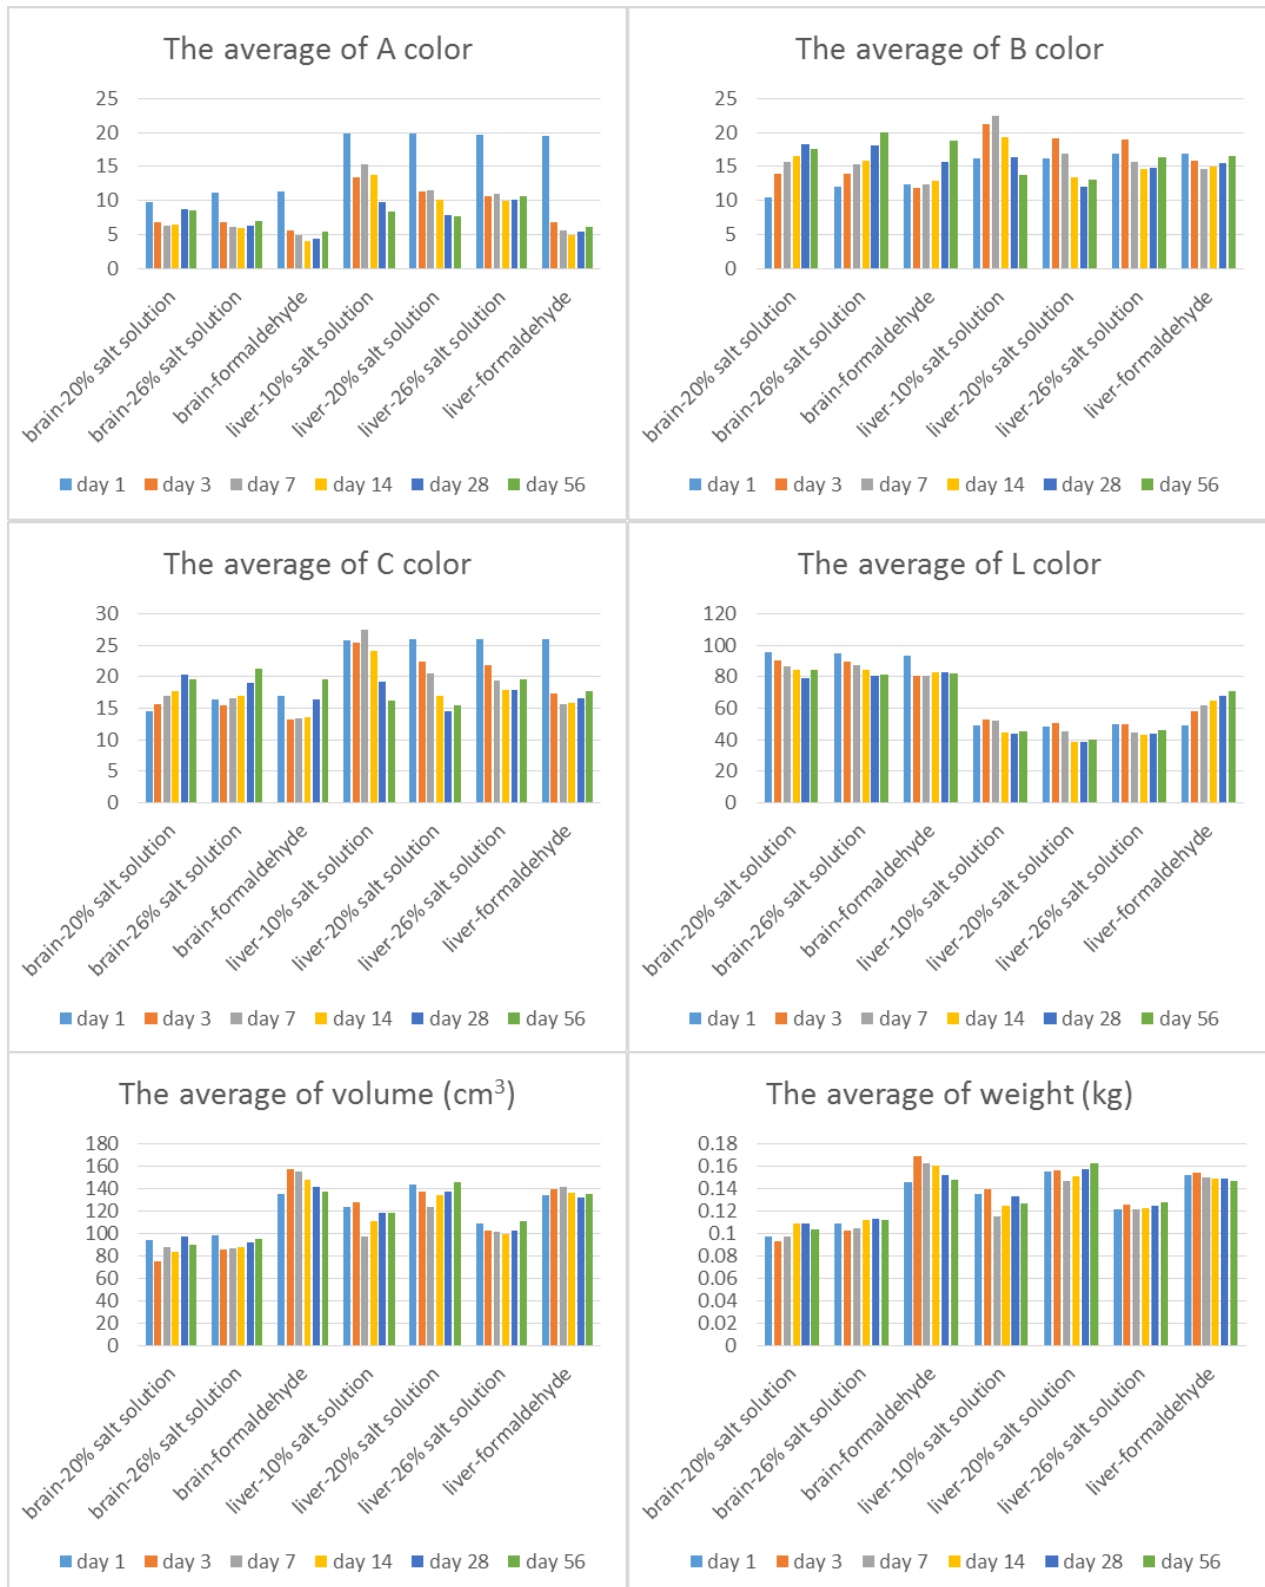 The average of A color
25
20
15
10
5
0
brain-20% salt solution
brain-26% salt solution
brain-formaldehyde
liver-10% salt solution
liver-20% salt solution
liver-26% salt solution
liver-formaldehyde
day 1 day 3 day 7 day 14 day 28 day 56
The average of B color
25
20
15
10
5
0
brain-20% salt solution
brain-26% salt solution
brain-formaldehyde
liver-10% salt solution
liver-20% salt solution
liver-26% salt solution
liver-formaldehyde
day 1 day 3 day 7 day 14 day 28 day 56
The average of C color
30
25
20
15
10
5
0
brain-20% salt solution
brain-26% salt solution
brain-formaldehyde
liver-10% salt solution
liver-20% salt solution
liver-26% salt solution
liver-formaldehyde
day 1 day 3 day 7 day 14 day 28 day 56
The average of L color
120
100
80
60
40
20
0
brain-20% salt solution
brain-26% salt solution
brain-formaldehyde
liver-10% salt solution
liver-20% salt solution
liver-26% salt solution
liver-formaldehyde
day 1 day 3 day 7 day 14 day 28 day 56
The average of volume (cm³)
180
160
140
120
100
80
60
40
20
0
brain-20% salt solution
brain-26% salt solution
brain-formaldehyde
liver-10% salt solution
liver-20% salt solution
liver-26% salt solution
liver-formaldehyde
day 1 day 3 day 7 day 14 day 28 day 56
The average of weight (kg)
0.18
0.16
0.14
0.12
0.1
0.08
0.06
0.04
0.02
0
brain-20% salt solution
brain-26% salt solution
brain-formaldehyde
liver-10% salt solution
liver-20% salt solution
liver-26% salt solution
liver-formaldehyde
day 1 day 3 day 7 day 14 day 28 day 56